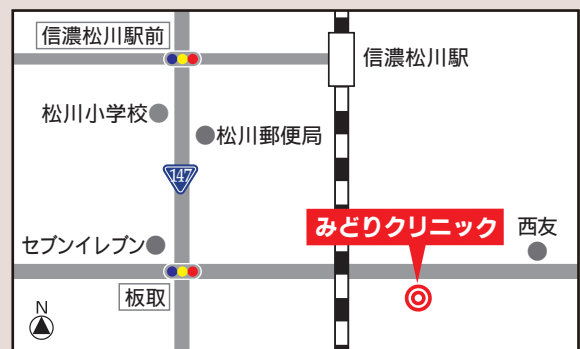 信濃松川駅前
信濃松川駅
松川小学校
松川郵便局
147
みどりクリニック
西友
セブンイレブン
板取
N